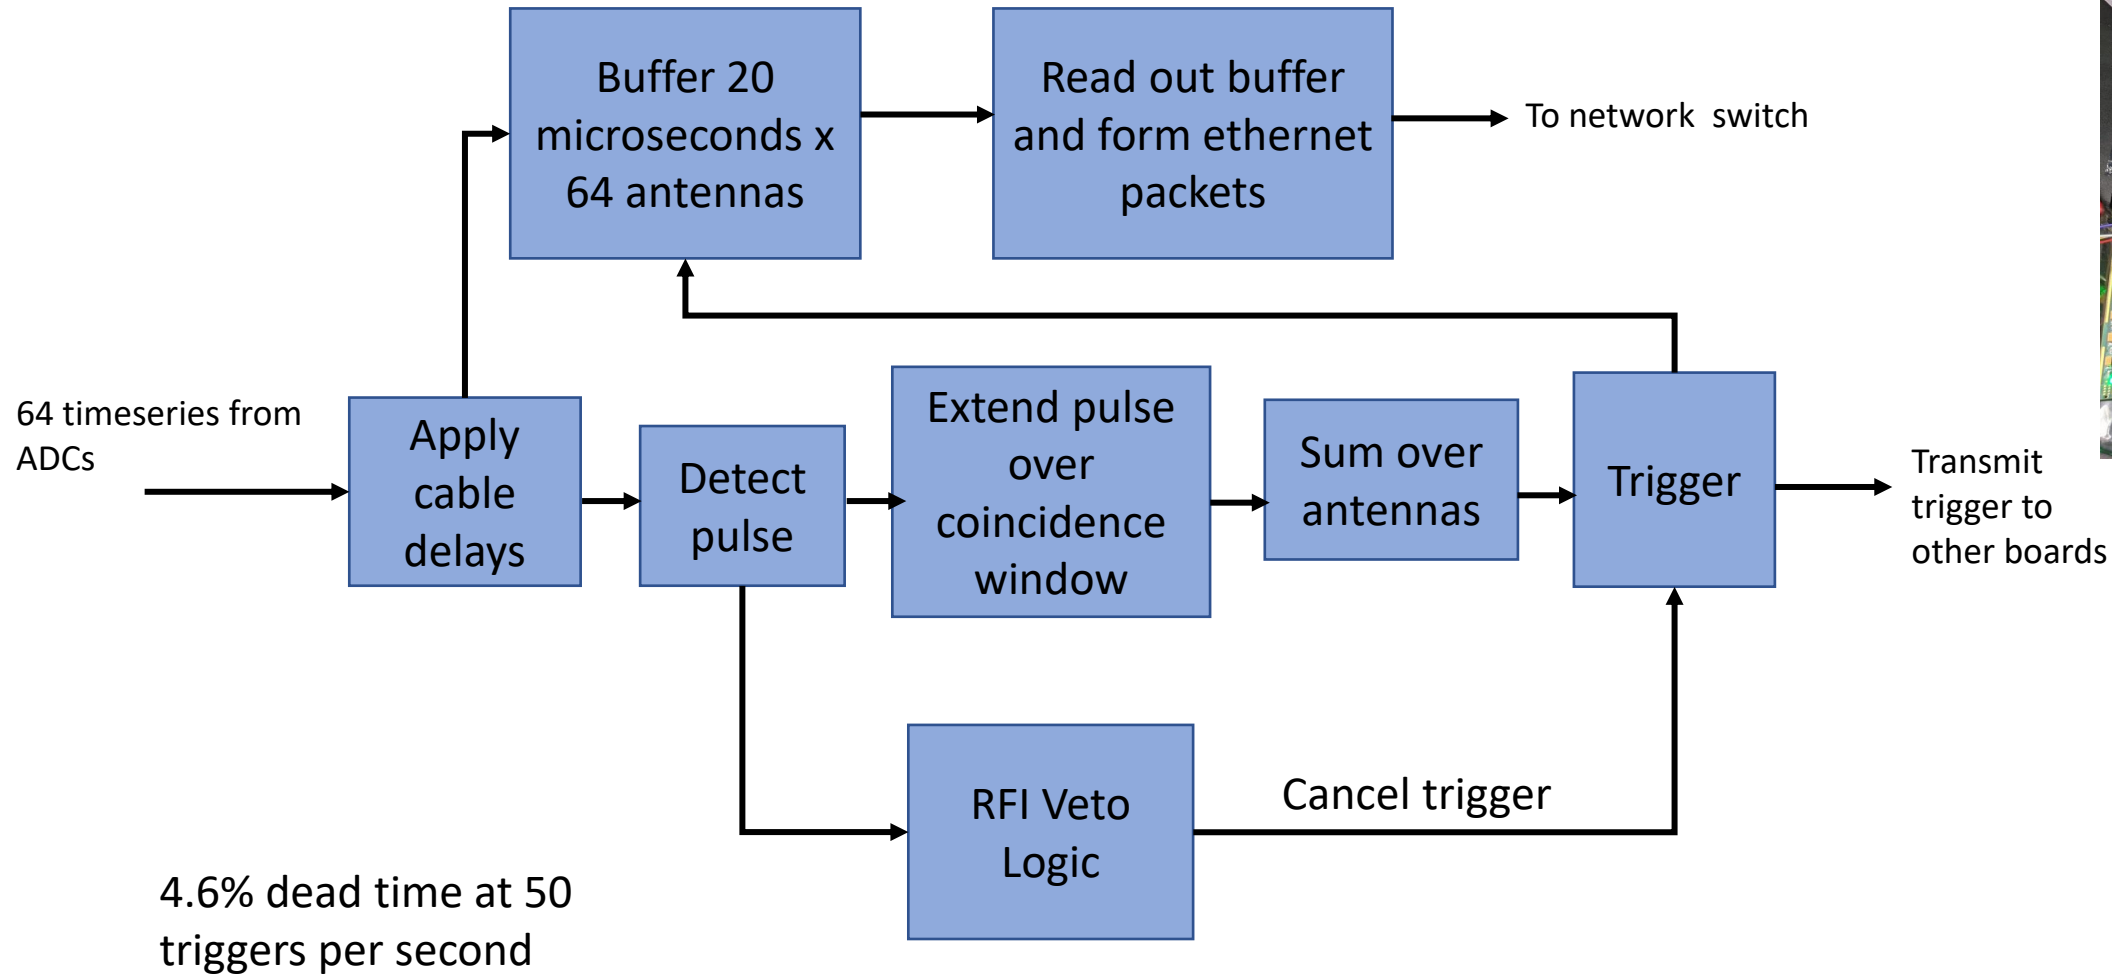 Buffer 20
microseconds x
64 antennas
Read out buffer
and form ethernet
packets
To network switch
64 timeseries from
ADCs
Apply
cable
delays
Detect
pulse
Extend pulse
over
coincidence
window
Sum over
antennas
Trigger
Transmit
trigger to
other boards
RFI Veto
Logic
Cancel trigger
4.6% dead time at 50
triggers per second